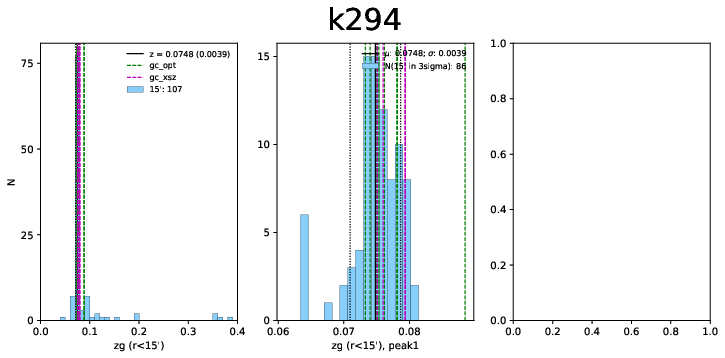 k294
z = 0.0748 (0.0039)
gc_opt
gc_xsz
15': 107
75
50
25
0
N
0.0 0.1 0.2 0.3 0.4
zg (r<15')
μ: 0.0748; σ: 0.0039
N(15' in 3sigma): 86
15
10
5
0
0.06 0.07 0.08
zg (r<15'), peak1
1.0
0.8
0.6
0.4
0.2
0.0
0.0 0.2 0.4 0.6 0.8 1.0